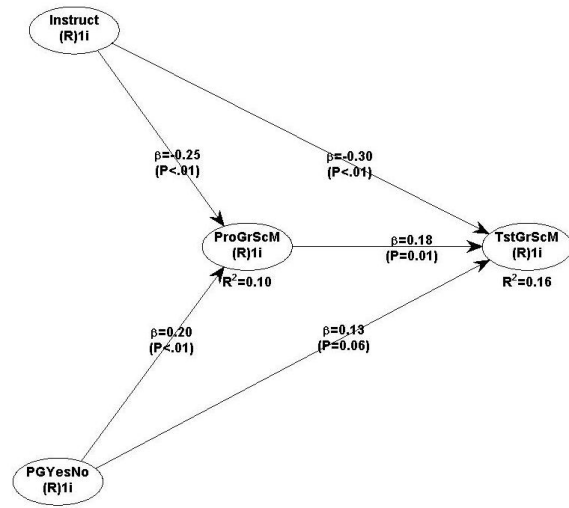 Instruct
(R)1i
β=-0.25
(P<.01)
β=-0.30
(P<.01)
ProGrScM
(R)1i
R²=0.10
β=0.18
(P=0.01)
TstGrScM
(R)1i
R²=0.16
β=0.20
(P<.01)
β=0.13
(P=0.06)
PGYesNo
(R)1i